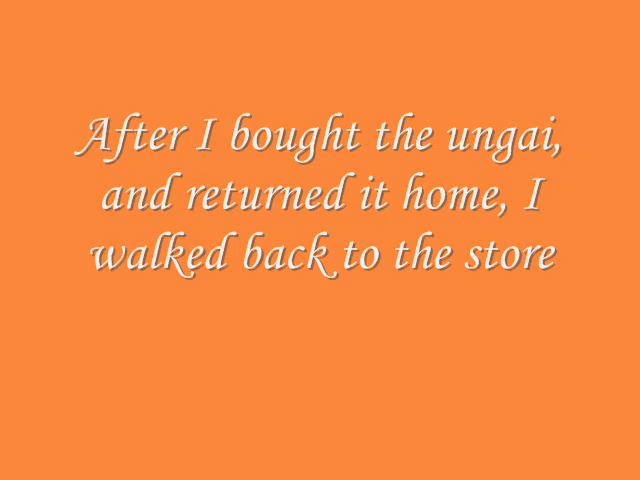 After I bought the ungai,
and returned it home, I
walked back to the store